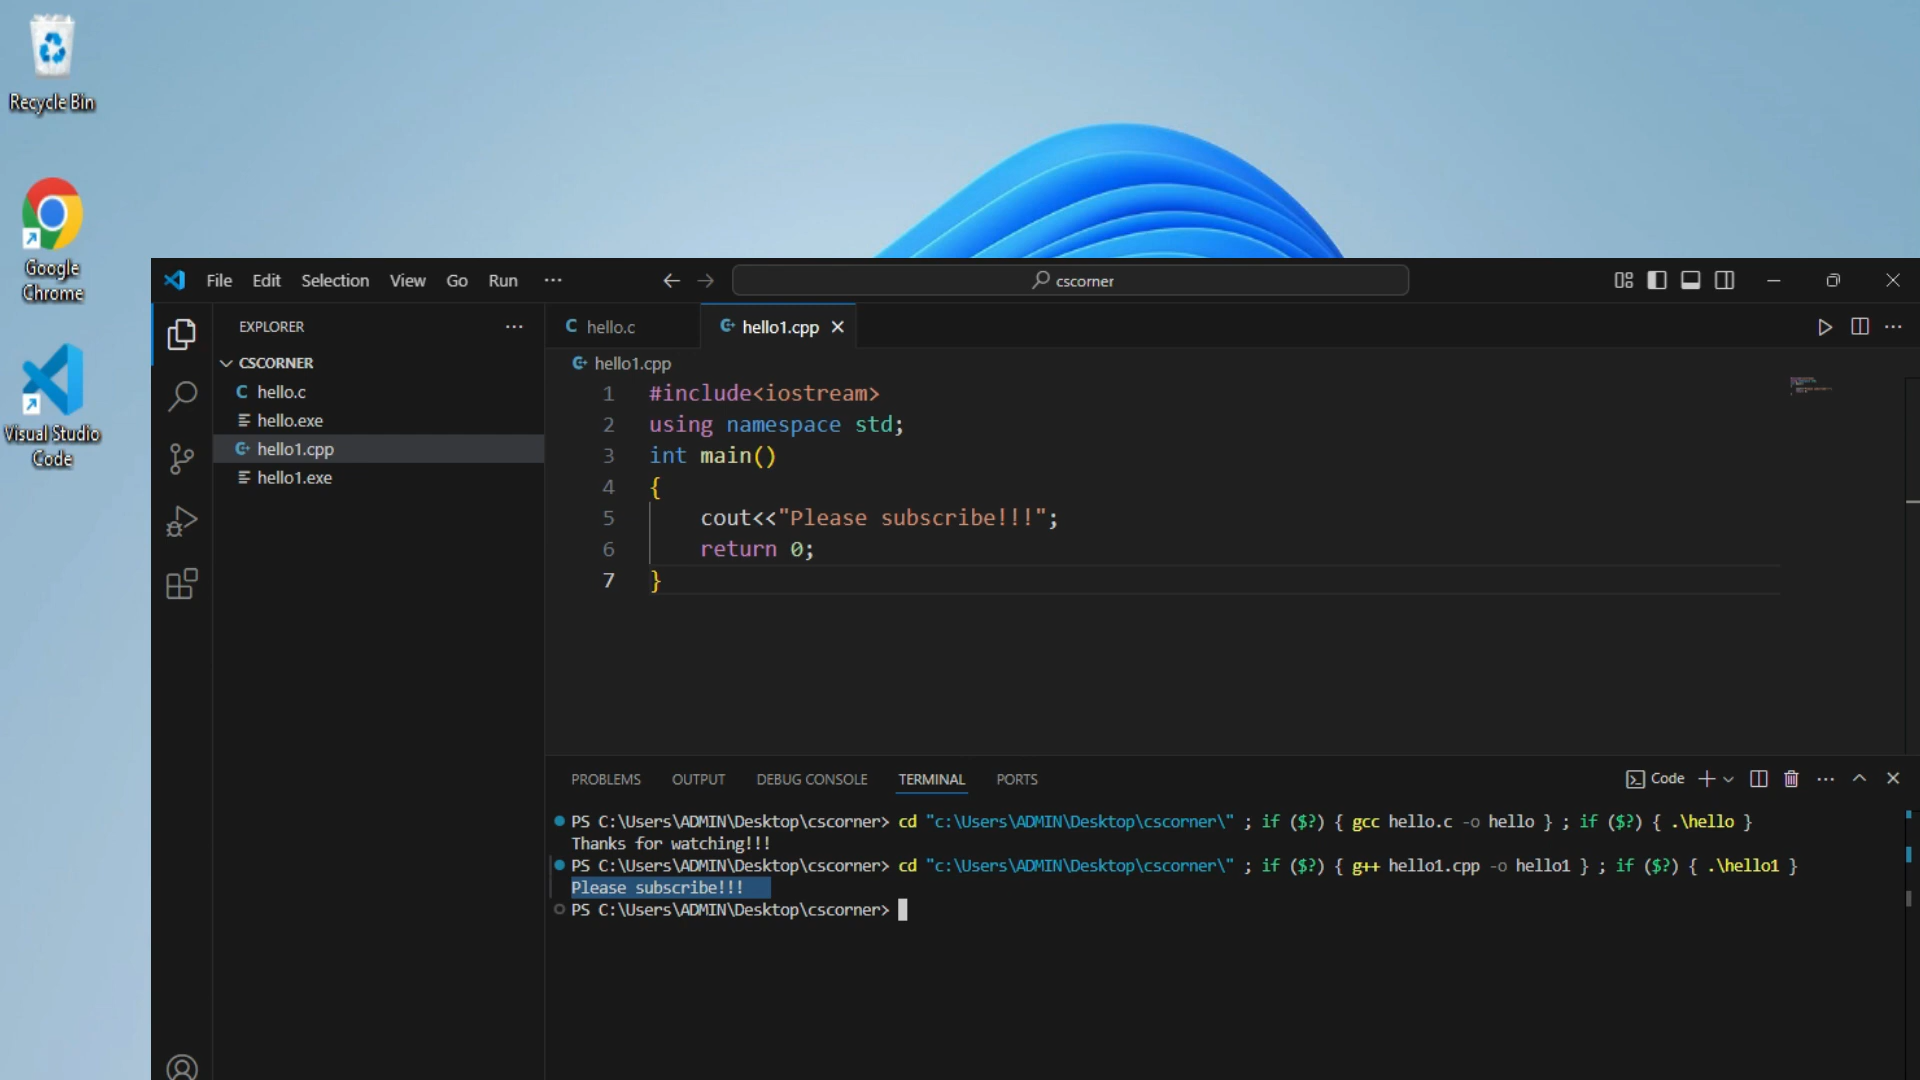 Recycle Bin
Google
Chrome
Visual Studio
Code
File Edit Selection View Go Run ··· cscorner
EXPLORER ···
CSCORNER
hello.c
hello.exe
hello1.cpp
hello1.exe
hello.c hello1.cpp
hello1.cpp
1 #include<iostream>
2 using namespace std;
3 int main()
4 {
5 cout<<"Please subscribe!!!";
6 return 0;
7 }
PROBLEMS OUTPUT DEBUG CONSOLE TERMINAL PORTS Code
PS C:\Users\ADMIN\Desktop\cscorner> cd "c:\Users\ADMIN\Desktop\cscorner\" ; if ($?) { gcc hello.c -o hello } ; if ($?) { .\hello }
Thanks for watching!!!
PS C:\Users\ADMIN\Desktop\cscorner> cd "c:\Users\ADMIN\Desktop\cscorner\" ; if ($?) { g++ hello1.cpp -o hello1 } ; if ($?) { .\hello1 }
Please subscribe!!!
PS C:\Users\ADMIN\Desktop\cscorner>